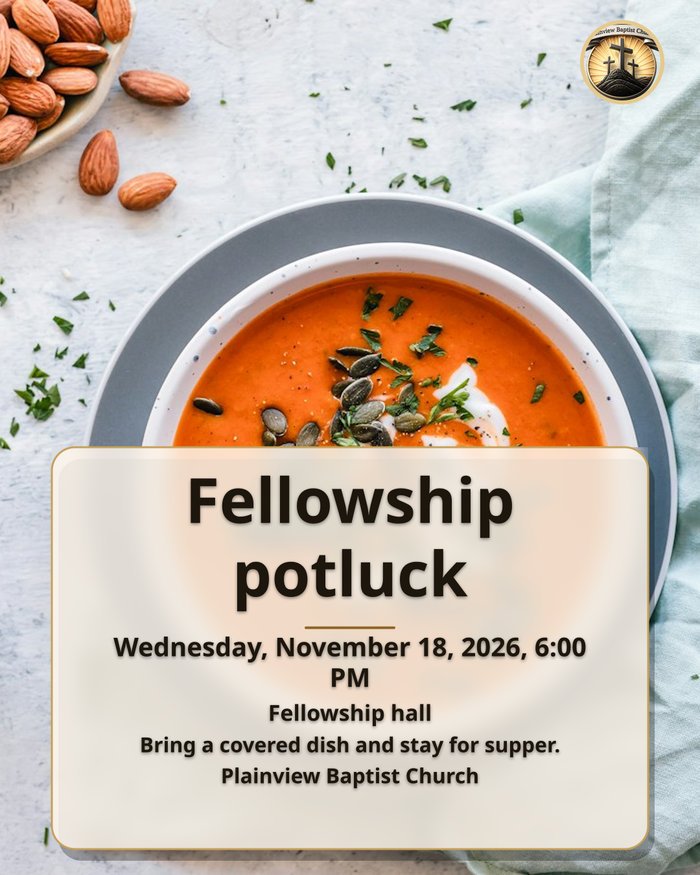 Fellowship
potluck
Wednesday, November 18, 2026, 6:00
PM
Fellowship hall
Bring a covered dish and stay for supper.
Plainview Baptist Church